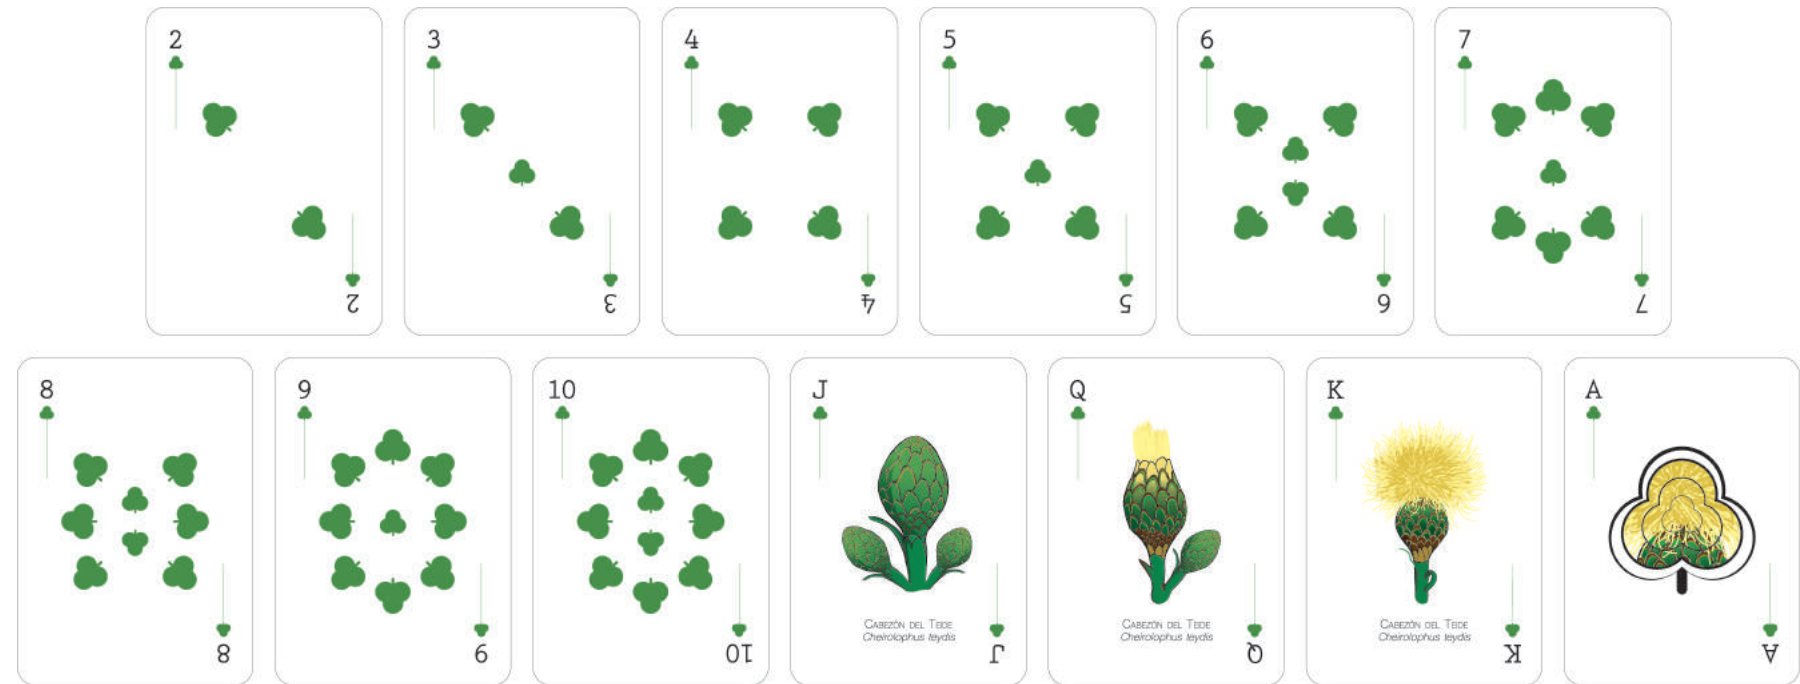 2
2
3
3
4
4
5
5
6
6
7
7
8
8
9
9
10
10
J
CABEZÓN DEL TEIDE
Cheirolophus teydis
J
Q
CABEZÓN DEL TEIDE
Cheirolophus teydis
Q
K
CABEZÓN DEL TEIDE
Cheirolophus teydis
K
A
A